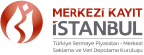 MERKEZİ KAYIT
İSTANBUL
Türkiye Sermaye Piyasaları - Merkezi
Saklama ve Veri Depolama Kuruluşu